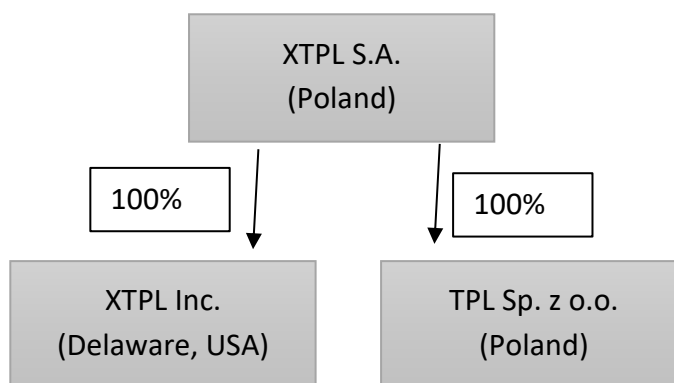 XTPL S.A.
(Poland)
100%
100%
XTPL Inc.
(Delaware, USA)
TPL Sp. z o.o.
(Poland)